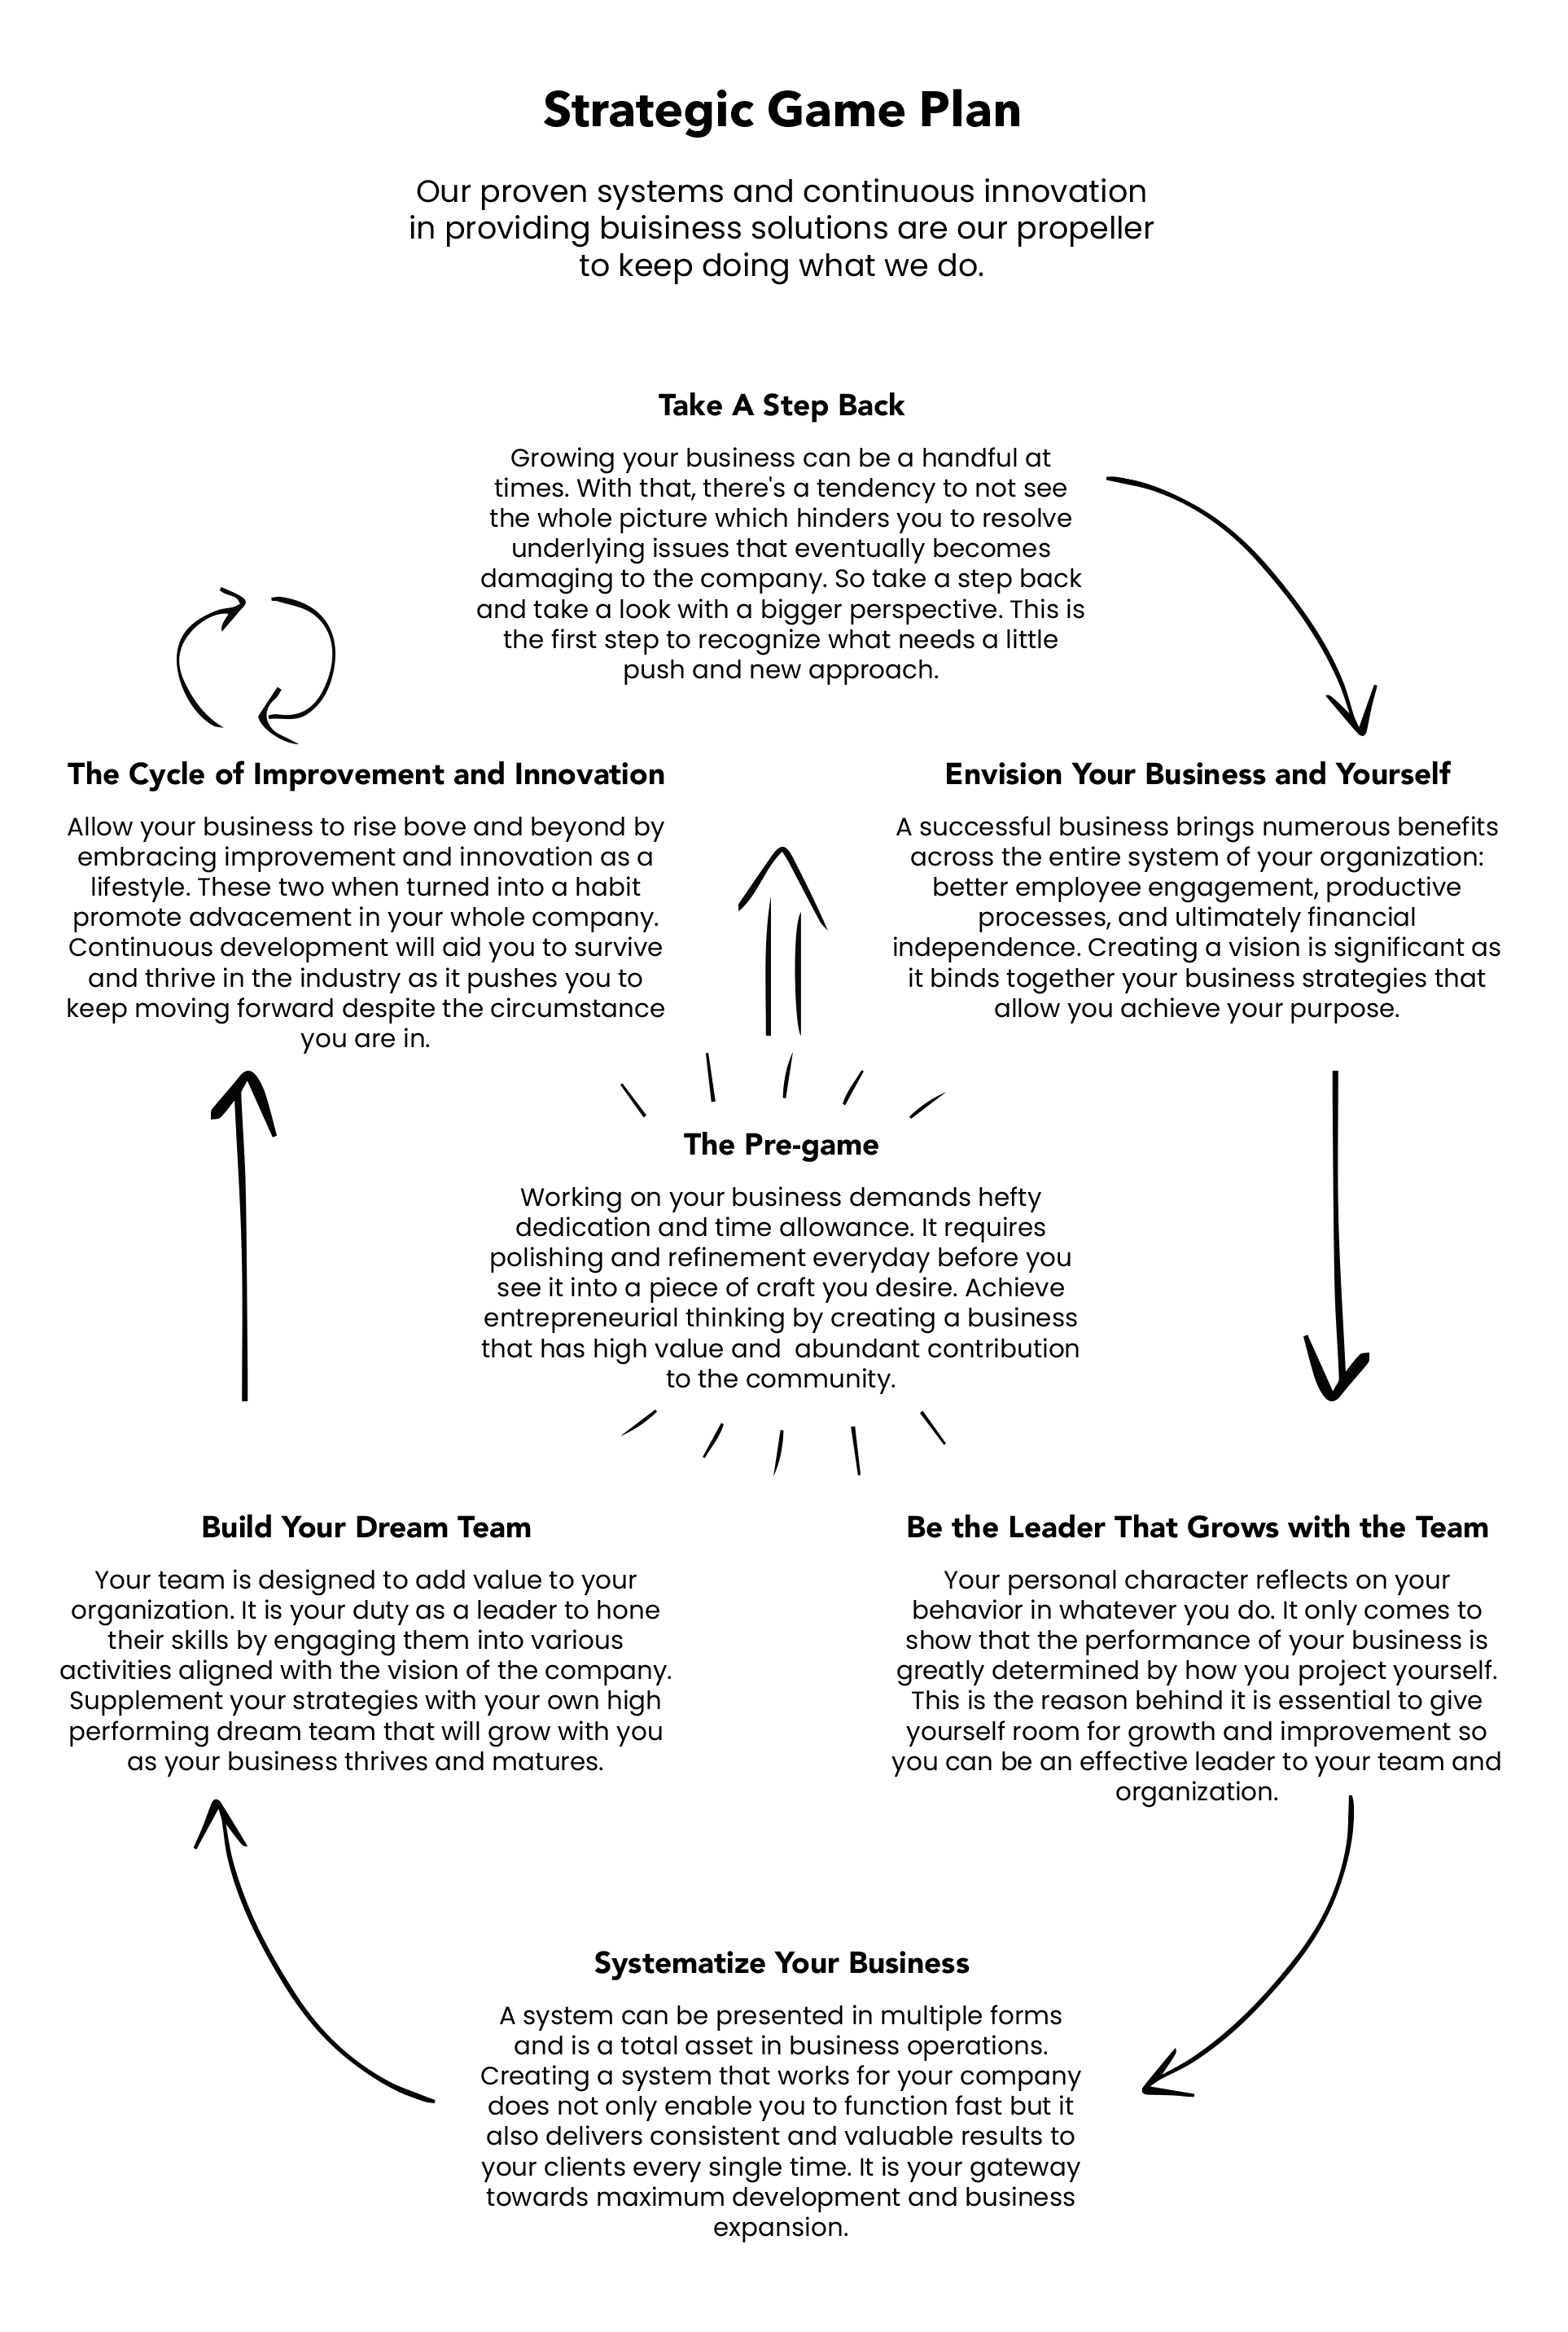 Strategic Game Plan
Our proven systems and continuous innovation
in providing buisiness solutions are our propeller
to keep doing what we do.
Take A Step Back
Growing your business can be a handful at
times. With that, there's a tendency to not see
the whole picture which hinders you to resolve
underlying issues that eventually becomes
damaging to the company. So take a step back
and take a look with a bigger perspective. This is
the first step to recognize what needs a little
push and new approach.
The Cycle of Improvement and Innovation
Allow your business to rise bove and beyond by
embracing improvement and innovation as a
lifestyle. These two when turned into a habit
promote advacement in your whole company.
Continuous development will aid you to survive
and thrive in the industry as it pushes you to
keep moving forward despite the circumstance
you are in.
Envision Your Business and Yourself
A successful business brings numerous benefits
across the entire system of your organization:
better employee engagement, productive
processes, and ultimately financial
independence. Creating a vision is significant as
it binds together your business strategies that
allow you achieve your purpose.
The Pre-game
Working on your business demands hefty
dedication and time allowance. It requires
polishing and refinement everyday before you
see it into a piece of craft you desire. Achieve
entrepreneurial thinking by creating a business
that has high value and  abundant contribution
to the community.
Build Your Dream Team
Your team is designed to add value to your
organization. It is your duty as a leader to hone
their skills by engaging them into various
activities aligned with the vision of the company.
Supplement your strategies with your own high
performing dream team that will grow with you
as your business thrives and matures.
Be the Leader That Grows with the Team
Your personal character reflects on your
behavior in whatever you do. It only comes to
show that the performance of your business is
greatly determined by how you project yourself.
This is the reason behind it is essential to give
yourself room for growth and improvement so
you can be an effective leader to your team and
organization.
Systematize Your Business
A system can be presented in multiple forms
and is a total asset in business operations.
Creating a system that works for your company
does not only enable you to function fast but it
also delivers consistent and valuable results to
your clients every single time. It is your gateway
towards maximum development and business
expansion.